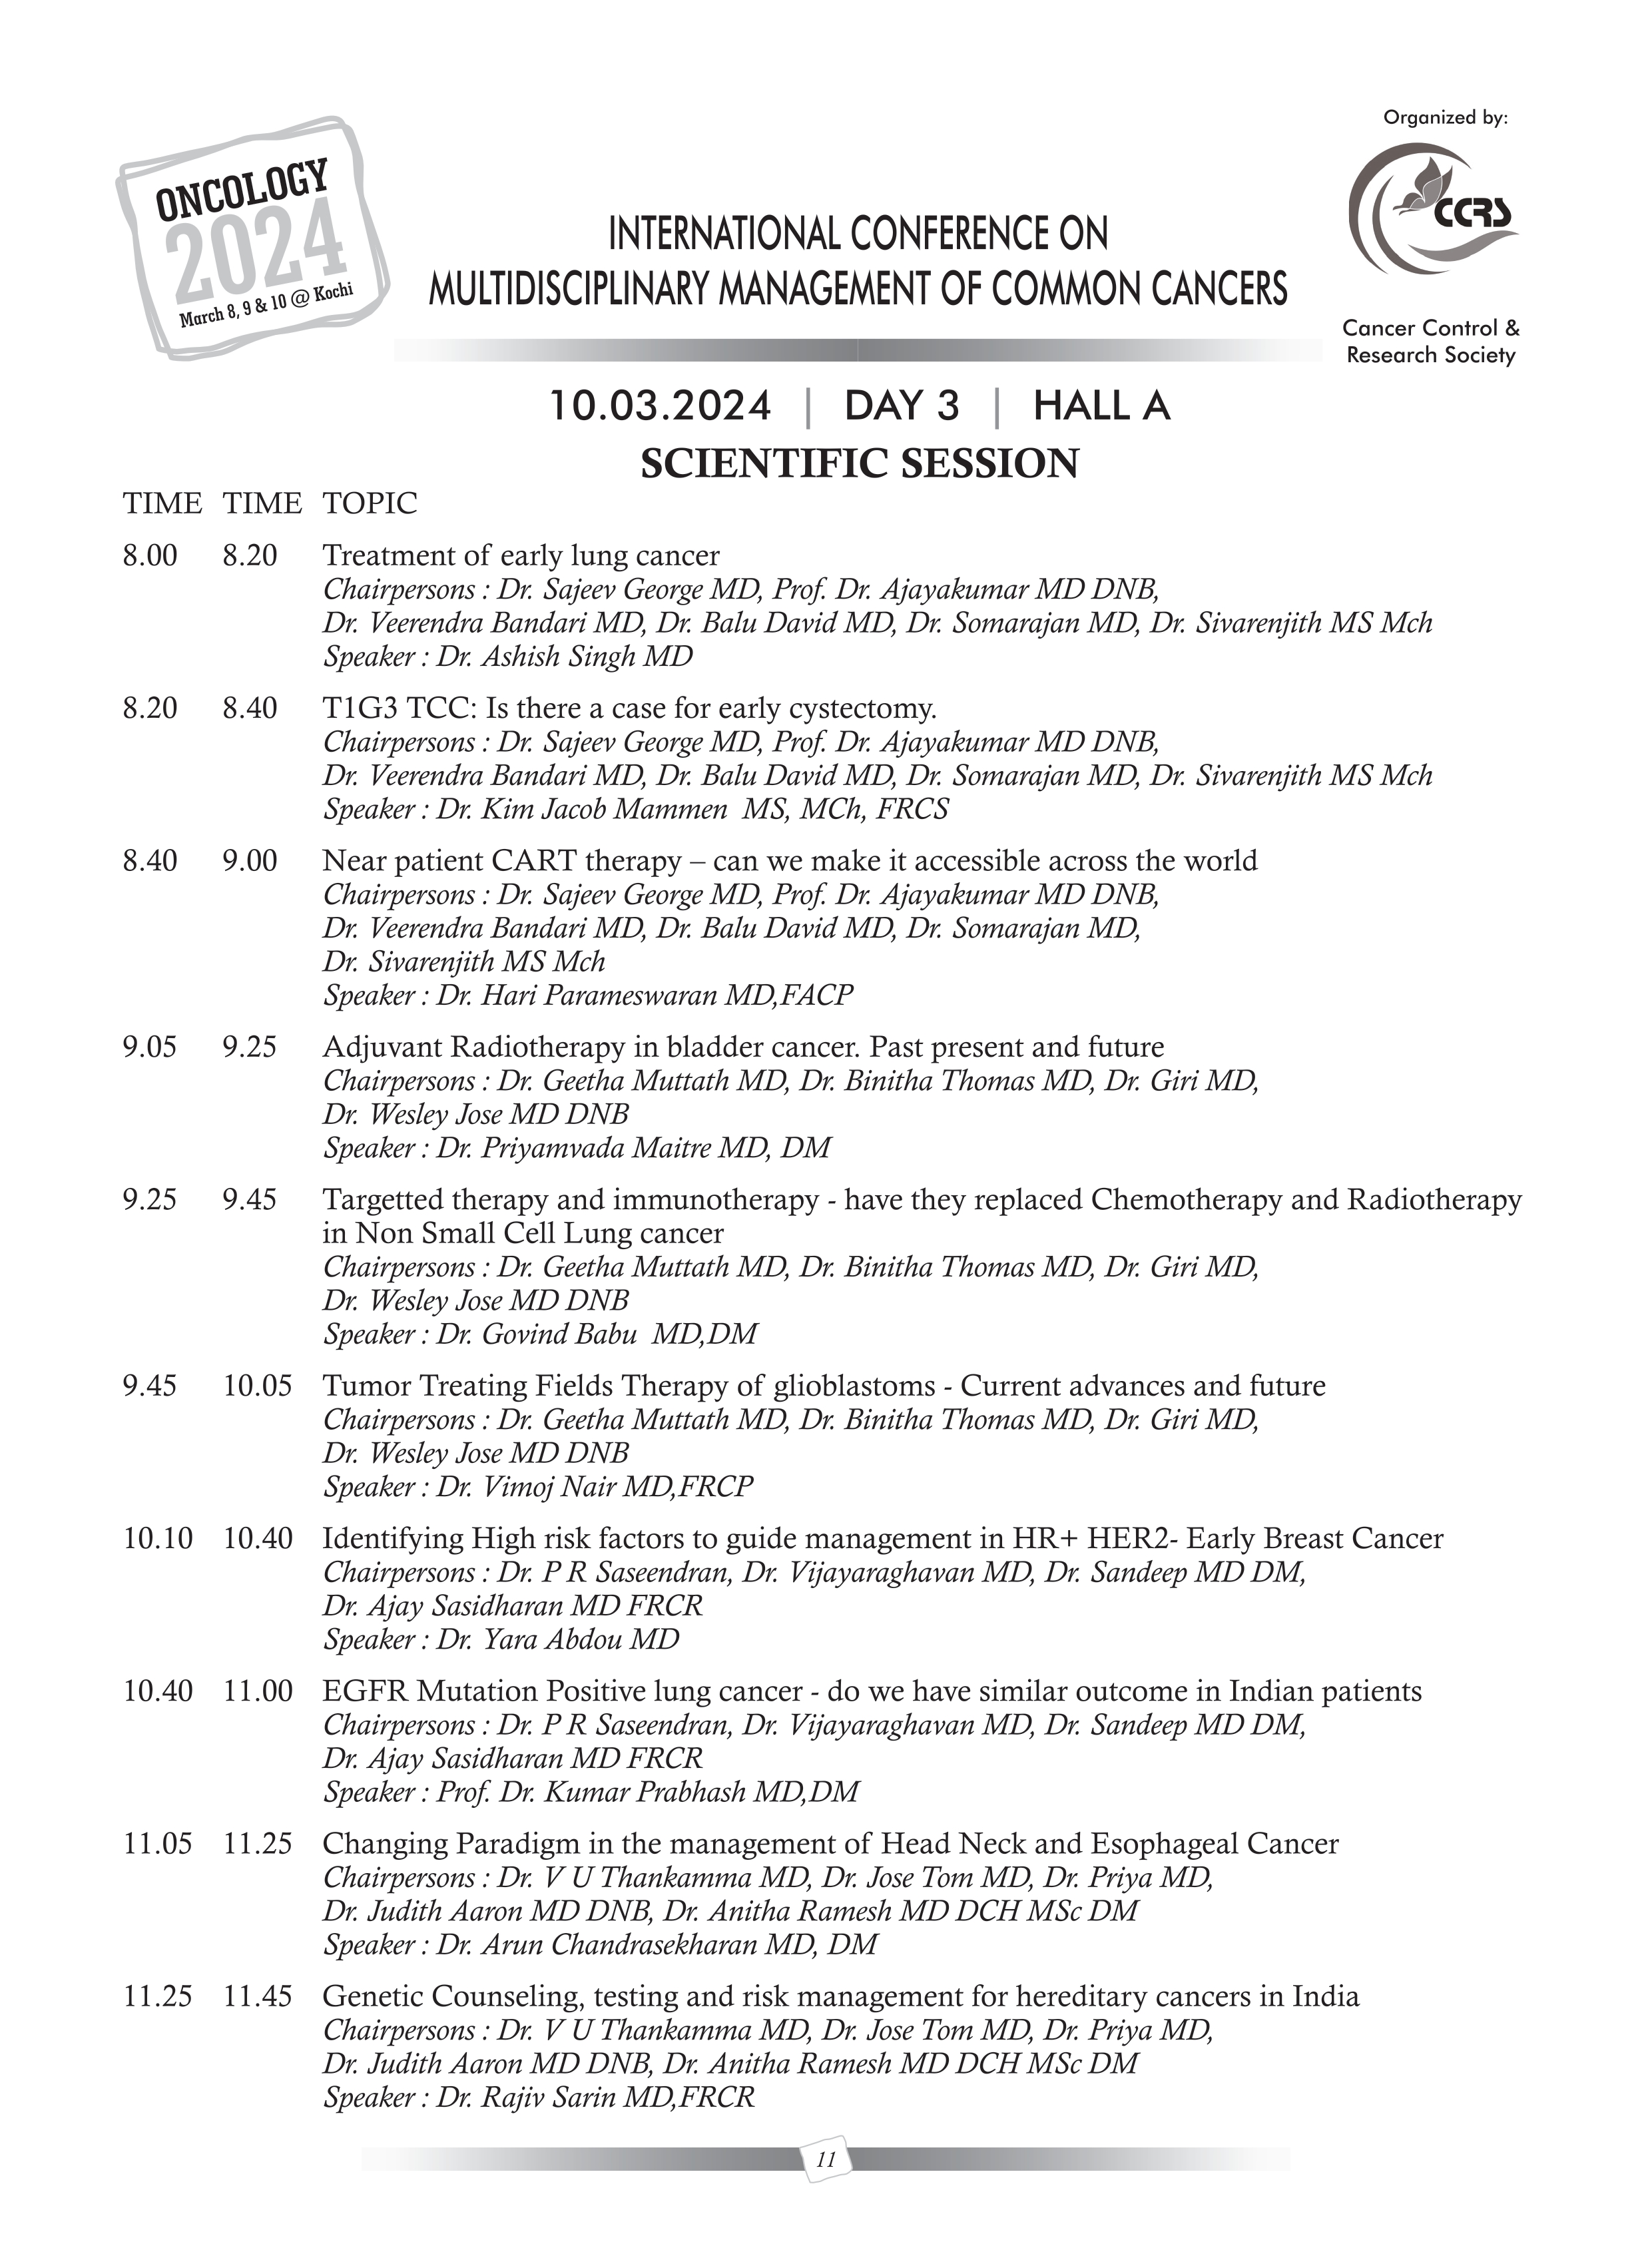 ONCOLOGY
2024
March 8, 9 & 10 @ Kochi
Organized by:
CCRS
Cancer Control &
Research Society
INTERNATIONAL CONFERENCE ON
MULTIDISCIPLINARY MANAGEMENT OF COMMON CANCERS
10.03.2024 | DAY 3 | HALL A
SCIENTIFIC SESSION
TIME TIME TOPIC
8.00 8.20 Treatment of early lung cancer
Chairpersons : Dr. Sajeev George MD, Prof. Dr. Ajayakumar MD DNB,
Dr. Veerendra Bandari MD, Dr. Balu David MD, Dr. Somarajan MD, Dr. Sivarenjith MS Mch
Speaker : Dr. Ashish Singh MD
8.20 8.40 T1G3 TCC: Is there a case for early cystectomy.
Chairpersons : Dr. Sajeev George MD, Prof. Dr. Ajayakumar MD DNB,
Dr. Veerendra Bandari MD, Dr. Balu David MD, Dr. Somarajan MD, Dr. Sivarenjith MS Mch
Speaker : Dr. Kim Jacob Mammen MS, MCh, FRCS
8.40 9.00 Near patient CART therapy – can we make it accessible across the world
Chairpersons : Dr. Sajeev George MD, Prof. Dr. Ajayakumar MD DNB,
Dr. Veerendra Bandari MD, Dr. Balu David MD, Dr. Somarajan MD,
Dr. Sivarenjith MS Mch
Speaker : Dr. Hari Parameswaran MD,FACP
9.05 9.25 Adjuvant Radiotherapy in bladder cancer. Past present and future
Chairpersons : Dr. Geetha Muttath MD, Dr. Binitha Thomas MD, Dr. Giri MD,
Dr. Wesley Jose MD DNB
Speaker : Dr. Priyamvada Maitre MD, DM
9.25 9.45 Targetted therapy and immunotherapy - have they replaced Chemotherapy and Radiotherapy
in Non Small Cell Lung cancer
Chairpersons : Dr. Geetha Muttath MD, Dr. Binitha Thomas MD, Dr. Giri MD,
Dr. Wesley Jose MD DNB
Speaker : Dr. Govind Babu MD,DM
9.45 10.05 Tumor Treating Fields Therapy of glioblastoms - Current advances and future
Chairpersons : Dr. Geetha Muttath MD, Dr. Binitha Thomas MD, Dr. Giri MD,
Dr. Wesley Jose MD DNB
Speaker : Dr. Vimoj Nair MD,FRCP
10.10 10.40 Identifying High risk factors to guide management in HR+ HER2- Early Breast Cancer
Chairpersons : Dr. P R Saseendran, Dr. Vijayaraghavan MD, Dr. Sandeep MD DM,
Dr. Ajay Sasidharan MD FRCR
Speaker : Dr. Yara Abdou MD
10.40 11.00 EGFR Mutation Positive lung cancer - do we have similar outcome in Indian patients
Chairpersons : Dr. P R Saseendran, Dr. Vijayaraghavan MD, Dr. Sandeep MD DM,
Dr. Ajay Sasidharan MD FRCR
Speaker : Prof. Dr. Kumar Prabhash MD,DM
11.05 11.25 Changing Paradigm in the management of Head Neck and Esophageal Cancer
Chairpersons : Dr. V U Thankamma MD, Dr. Jose Tom MD, Dr. Priya MD,
Dr. Judith Aaron MD DNB, Dr. Anitha Ramesh MD DCH MSc DM
Speaker : Dr. Arun Chandrasekharan MD, DM
11.25 11.45 Genetic Counseling, testing and risk management for hereditary cancers in India
Chairpersons : Dr. V U Thankamma MD, Dr. Jose Tom MD, Dr. Priya MD,
Dr. Judith Aaron MD DNB, Dr. Anitha Ramesh MD DCH MSc DM
Speaker : Dr. Rajiv Sarin MD,FRCR
11